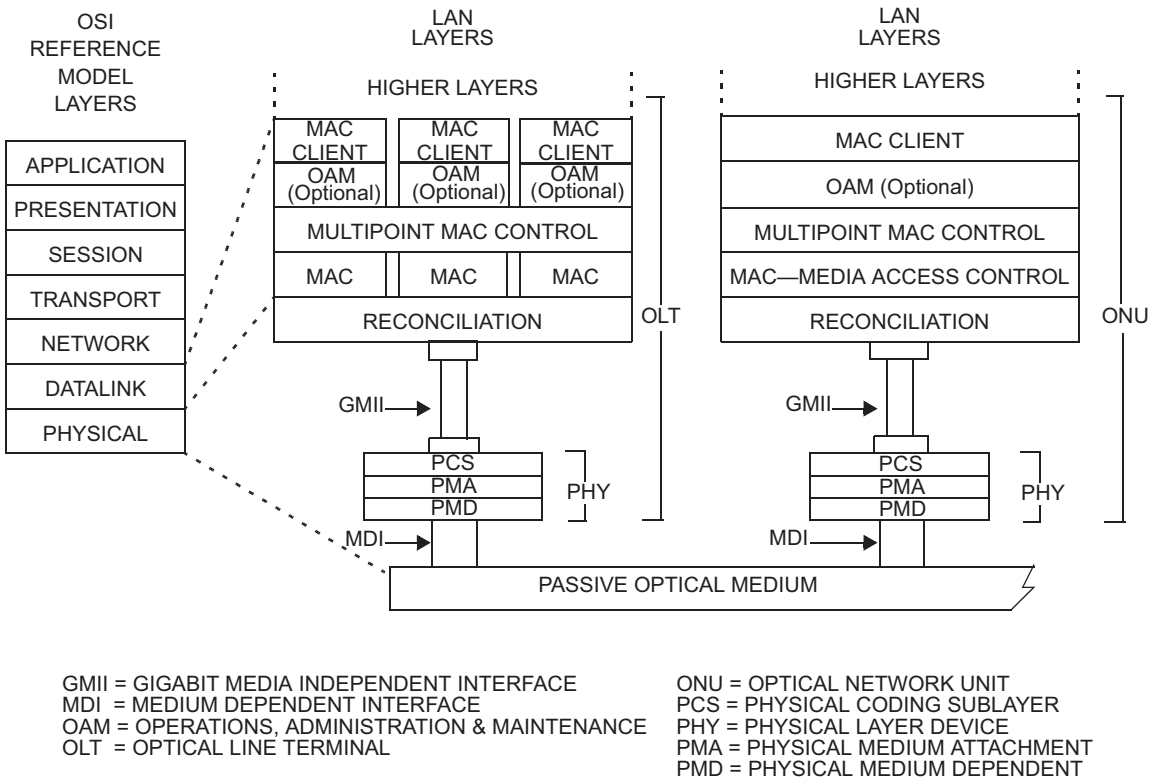 OSI
REFERENCE
MODEL
LAYERS
APPLICATION
PRESENTATION
SESSION
TRANSPORT
NETWORK
DATALINK
PHYSICAL
LAN
LAYERS
HIGHER LAYERS
MAC
CLIENT
OAM
(Optional)
MAC
CLIENT
OAM
(Optional)
MAC
CLIENT
OAM
(Optional)
MULTIPOINT MAC CONTROL
MAC
MAC
MAC
RECONCILIATION
OLT
GMII
PCS
PMA
PMD
PHY
MDI
LAN
LAYERS
HIGHER LAYERS
MAC CLIENT
OAM (Optional)
MULTIPOINT MAC CONTROL
MAC—MEDIA ACCESS CONTROL
RECONCILIATION
ONU
GMII
PCS
PMA
PMD
PHY
MDI
PASSIVE OPTICAL MEDIUM
GMII = GIGABIT MEDIA INDEPENDENT INTERFACE
MDI = MEDIUM DEPENDENT INTERFACE
OAM = OPERATIONS, ADMINISTRATION & MAINTENANCE
OLT = OPTICAL LINE TERMINAL
ONU = OPTICAL NETWORK UNIT
PCS = PHYSICAL CODING SUBLAYER
PHY = PHYSICAL LAYER DEVICE
PMA = PHYSICAL MEDIUM ATTACHMENT
PMD = PHYSICAL MEDIUM DEPENDENT